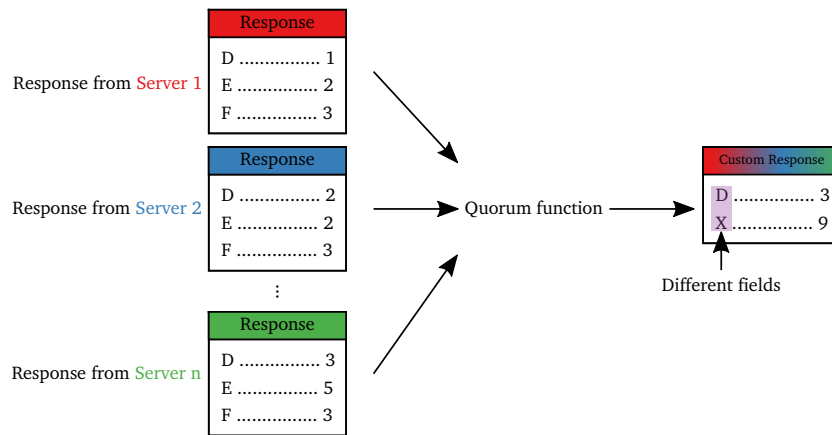 Response
D ................ 1
Response from Server 1
E ................ 2
F ................ 3
Response
D ................ 2
Response from Server 2
E ................ 2
F ................ 3
⋮
Response
D ................ 3
Response from Server n
E ................ 5
F ................ 3
Quorum function
Custom Response
D ................ 3
X ................ 9
Different fields